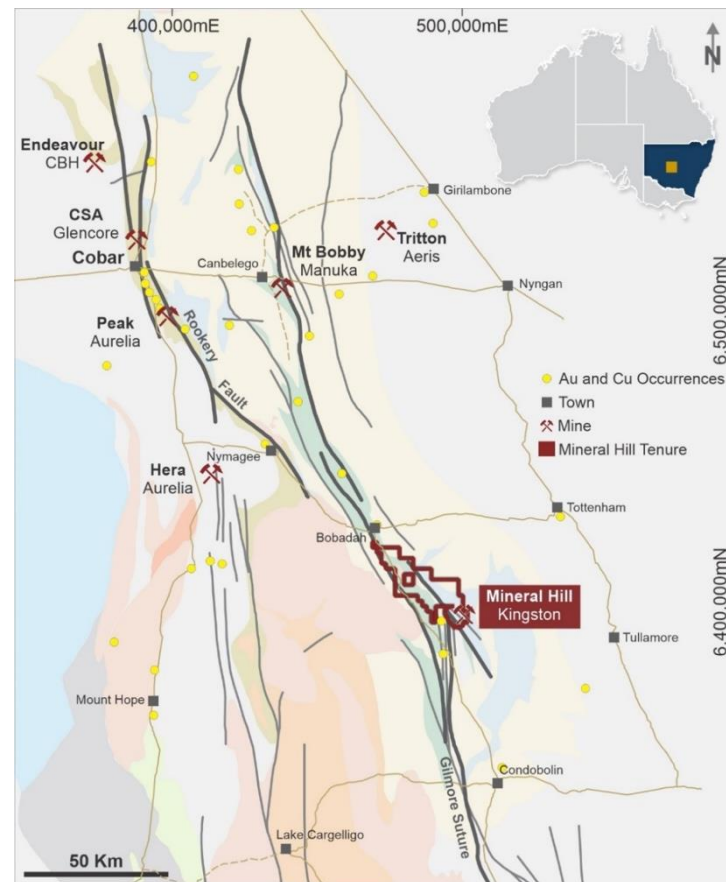 400,000mE
500,000mE
N
Endeavour
CBH
Girilambone
CSA
Glencore
Mt Bobby
Manuka
Tritton
Aeris
Cobar
Canbelego
Nyngan
6,500,000mN
Peak
Aurelia
Rookery
Fault
Au and Cu Occurrences
Town
Mine
Mineral Hill Tenure
Nymagee
Hera
Aurelia
Tottenham
Bobadah
Mineral Hill
Kingston
6,400,000mN
Tullamore
Mount Hope
Gilmore Suture
Condobolin
Lake Cargelligo
50 Km